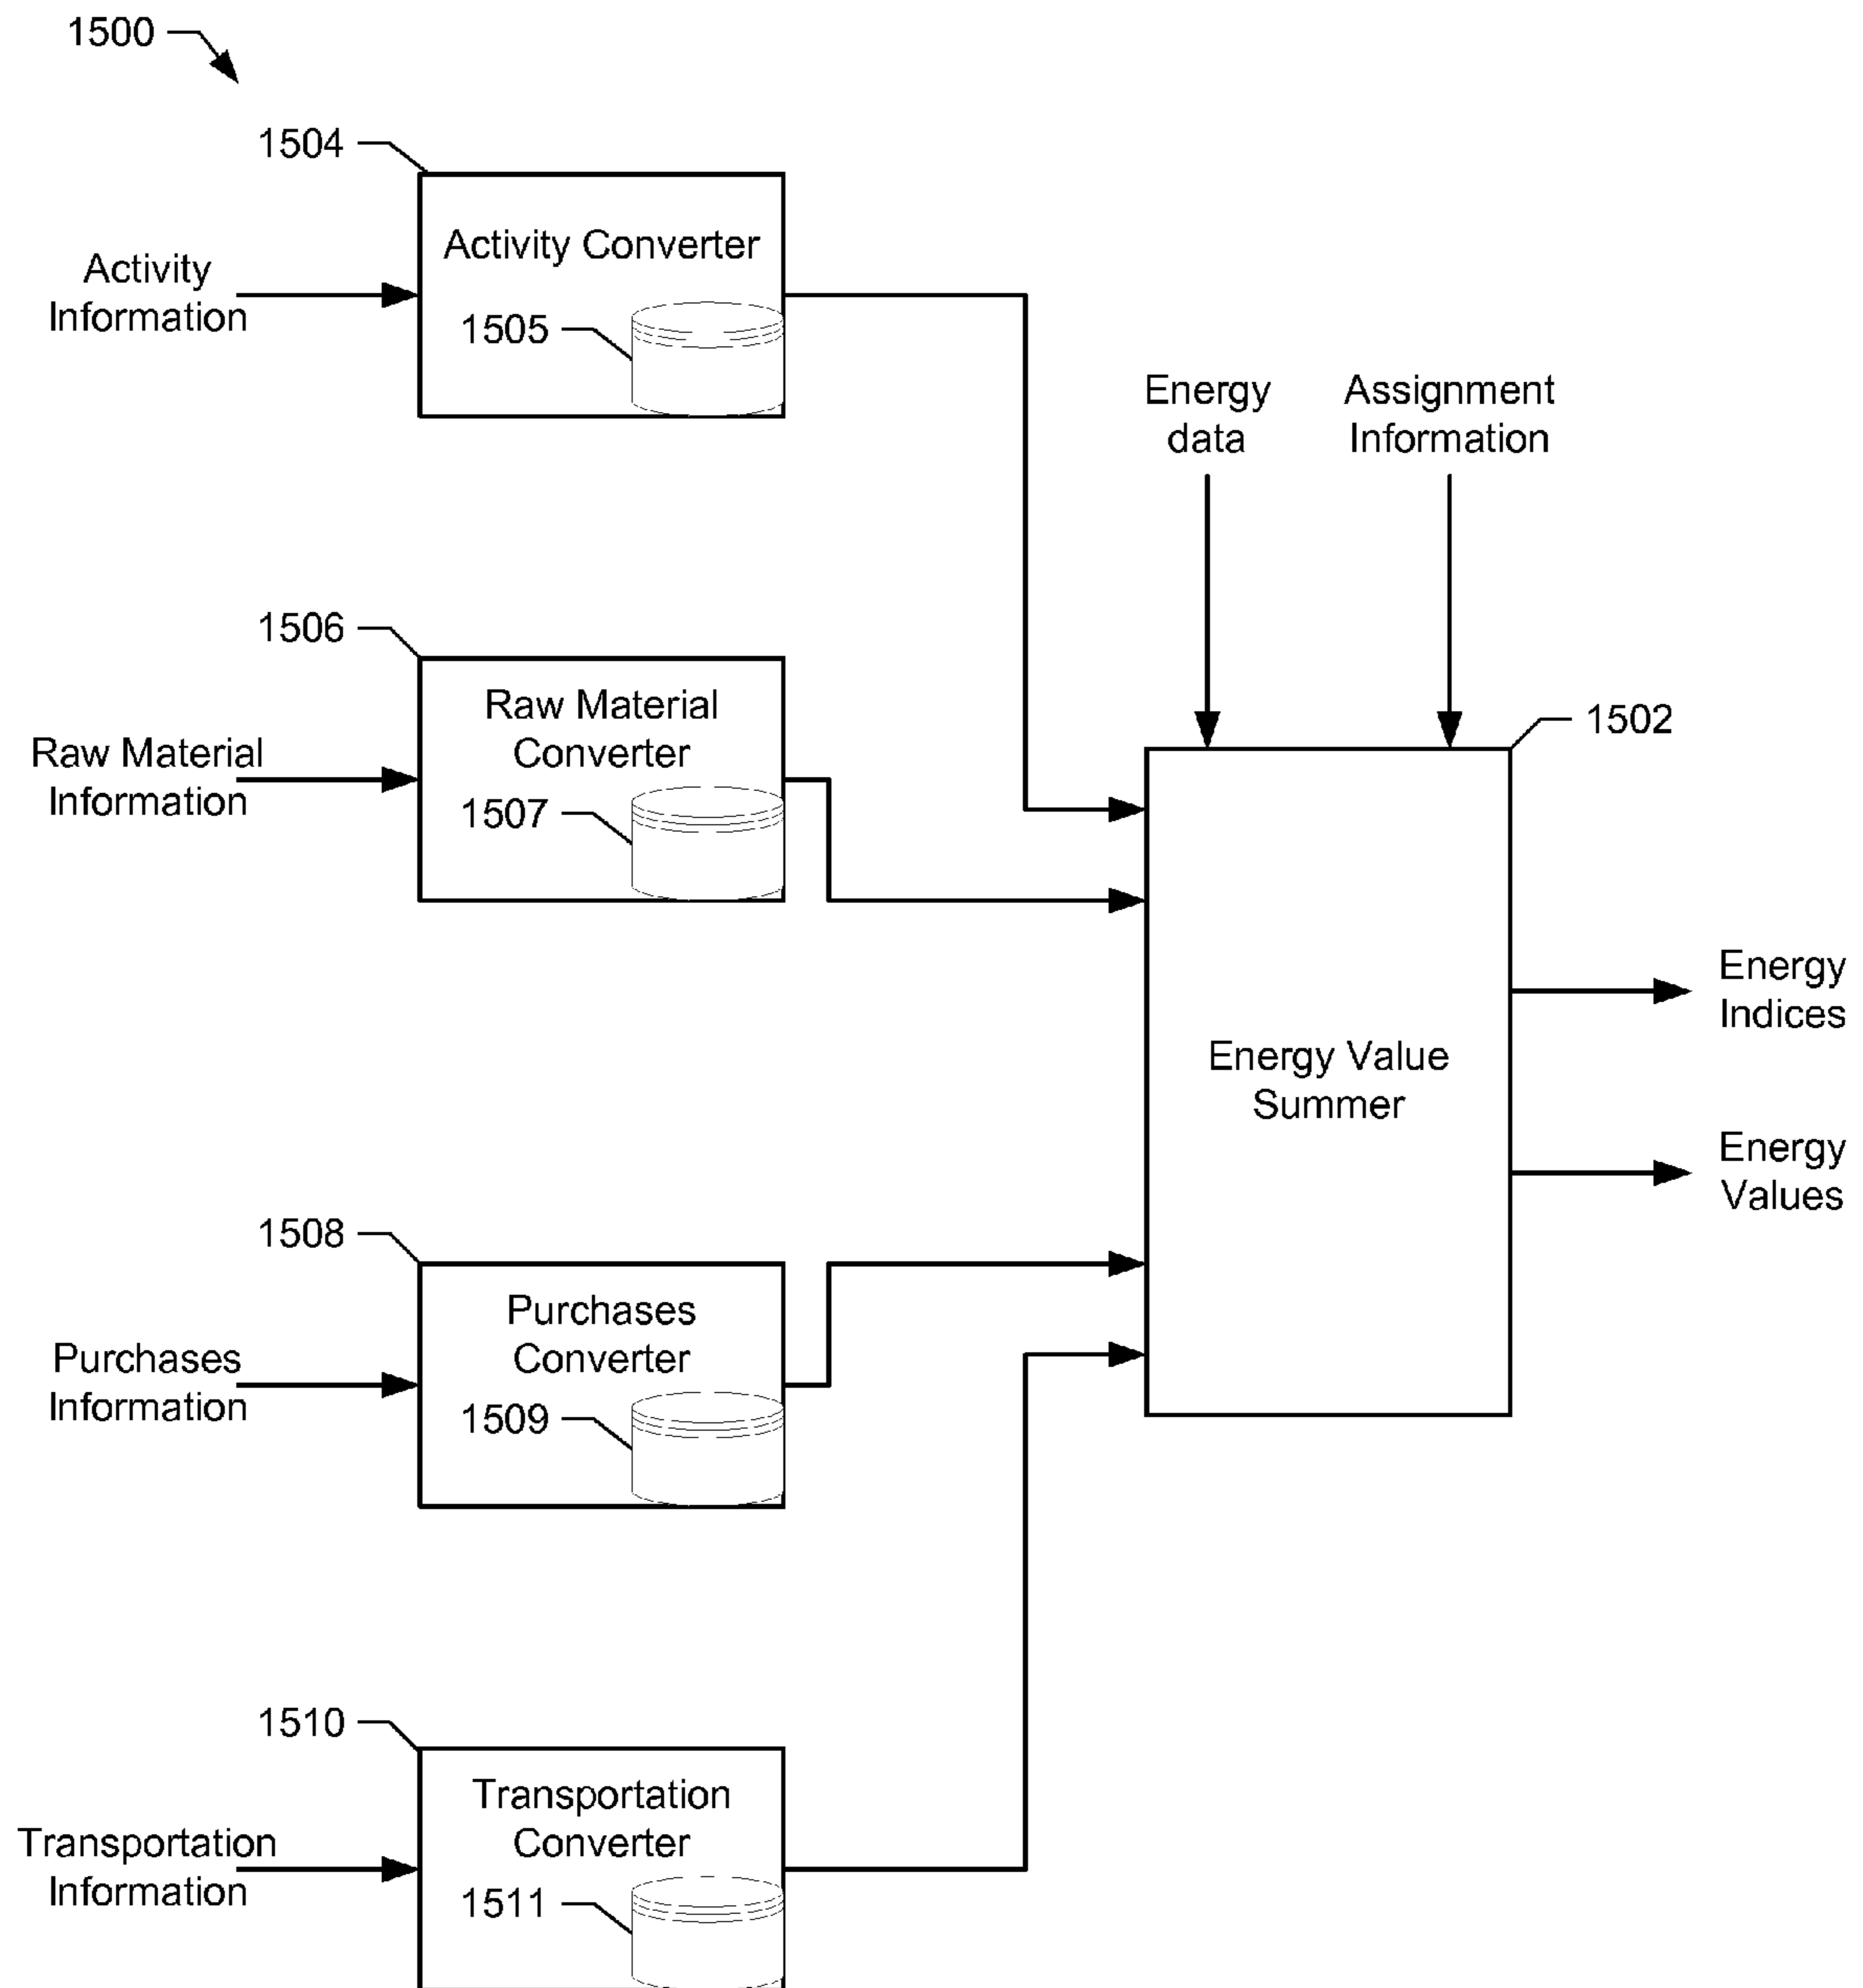 1500
1504
Activity Converter
Activity
Information
1505
Energy
data
Assignment
Information
1506
Raw Material
Converter
Raw Material
Information
1507
1502
Energy Value
Summer
Energy
Indices
Energy
Values
1508
Purchases
Converter
Purchases
Information
1509
1510
Transportation
Converter
Transportation
Information
1511